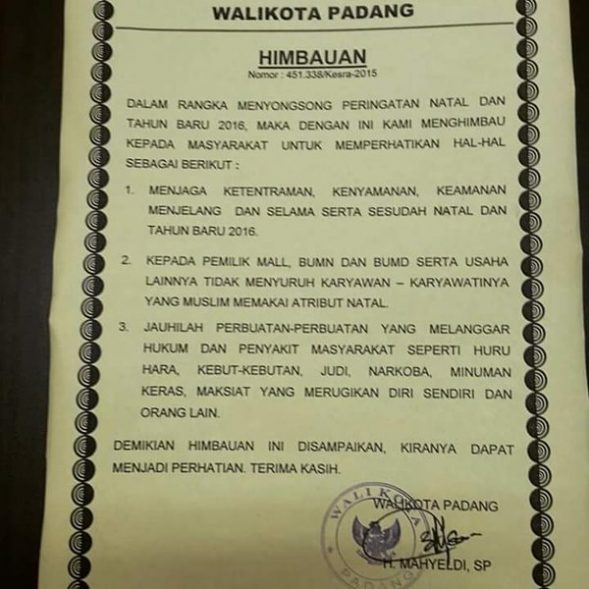 WALIKOTA PADANG
HIMBAUAN
Nomor : 451.338/Kesra-2015
DALAM RANGKA MENYONGSONG PERINGATAN NATAL DAN
TAHUN BARU 2016, MAKA DENGAN INI KAMI MENGHIMBAU
KEPADA MASYARAKAT UNTUK MEMPERHATIKAN HAL-HAL
SEBAGAI BERIKUT :
1. MENJAGA KETENTRAMAN, KENYAMANAN, KEAMANAN
MENJELANG DAN SELAMA SERTA SESUDAH NATAL DAN
TAHUN BARU 2016.
2. KEPADA PEMILIK MALL, BUMN DAN BUMD SERTA USAHA
LAINNYA TIDAK MENYURUH KARYAWAN – KARYAWATINYA
YANG MUSLIM MEMAKAI ATRIBUT NATAL.
3. JAUHILAH PERBUATAN-PERBUATAN YANG MELANGGAR
HUKUM DAN PENYAKIT MASYARAKAT SEPERTI HURU
HARA, KEBUT-KEBUTAN, JUDI, NARKOBA, MINUMAN
KERAS, MAKSIAT YANG MERUGIKAN DIRI SENDIRI DAN
ORANG LAIN.
DEMIKIAN HIMBAUAN INI DISAMPAIKAN, KIRANYA DAPAT
MENJADI PERHATIAN. TERIMA KASIH.
WALIKOTA PADANG
WALIKOTA
PADANG
H. MAHYELDI, SP